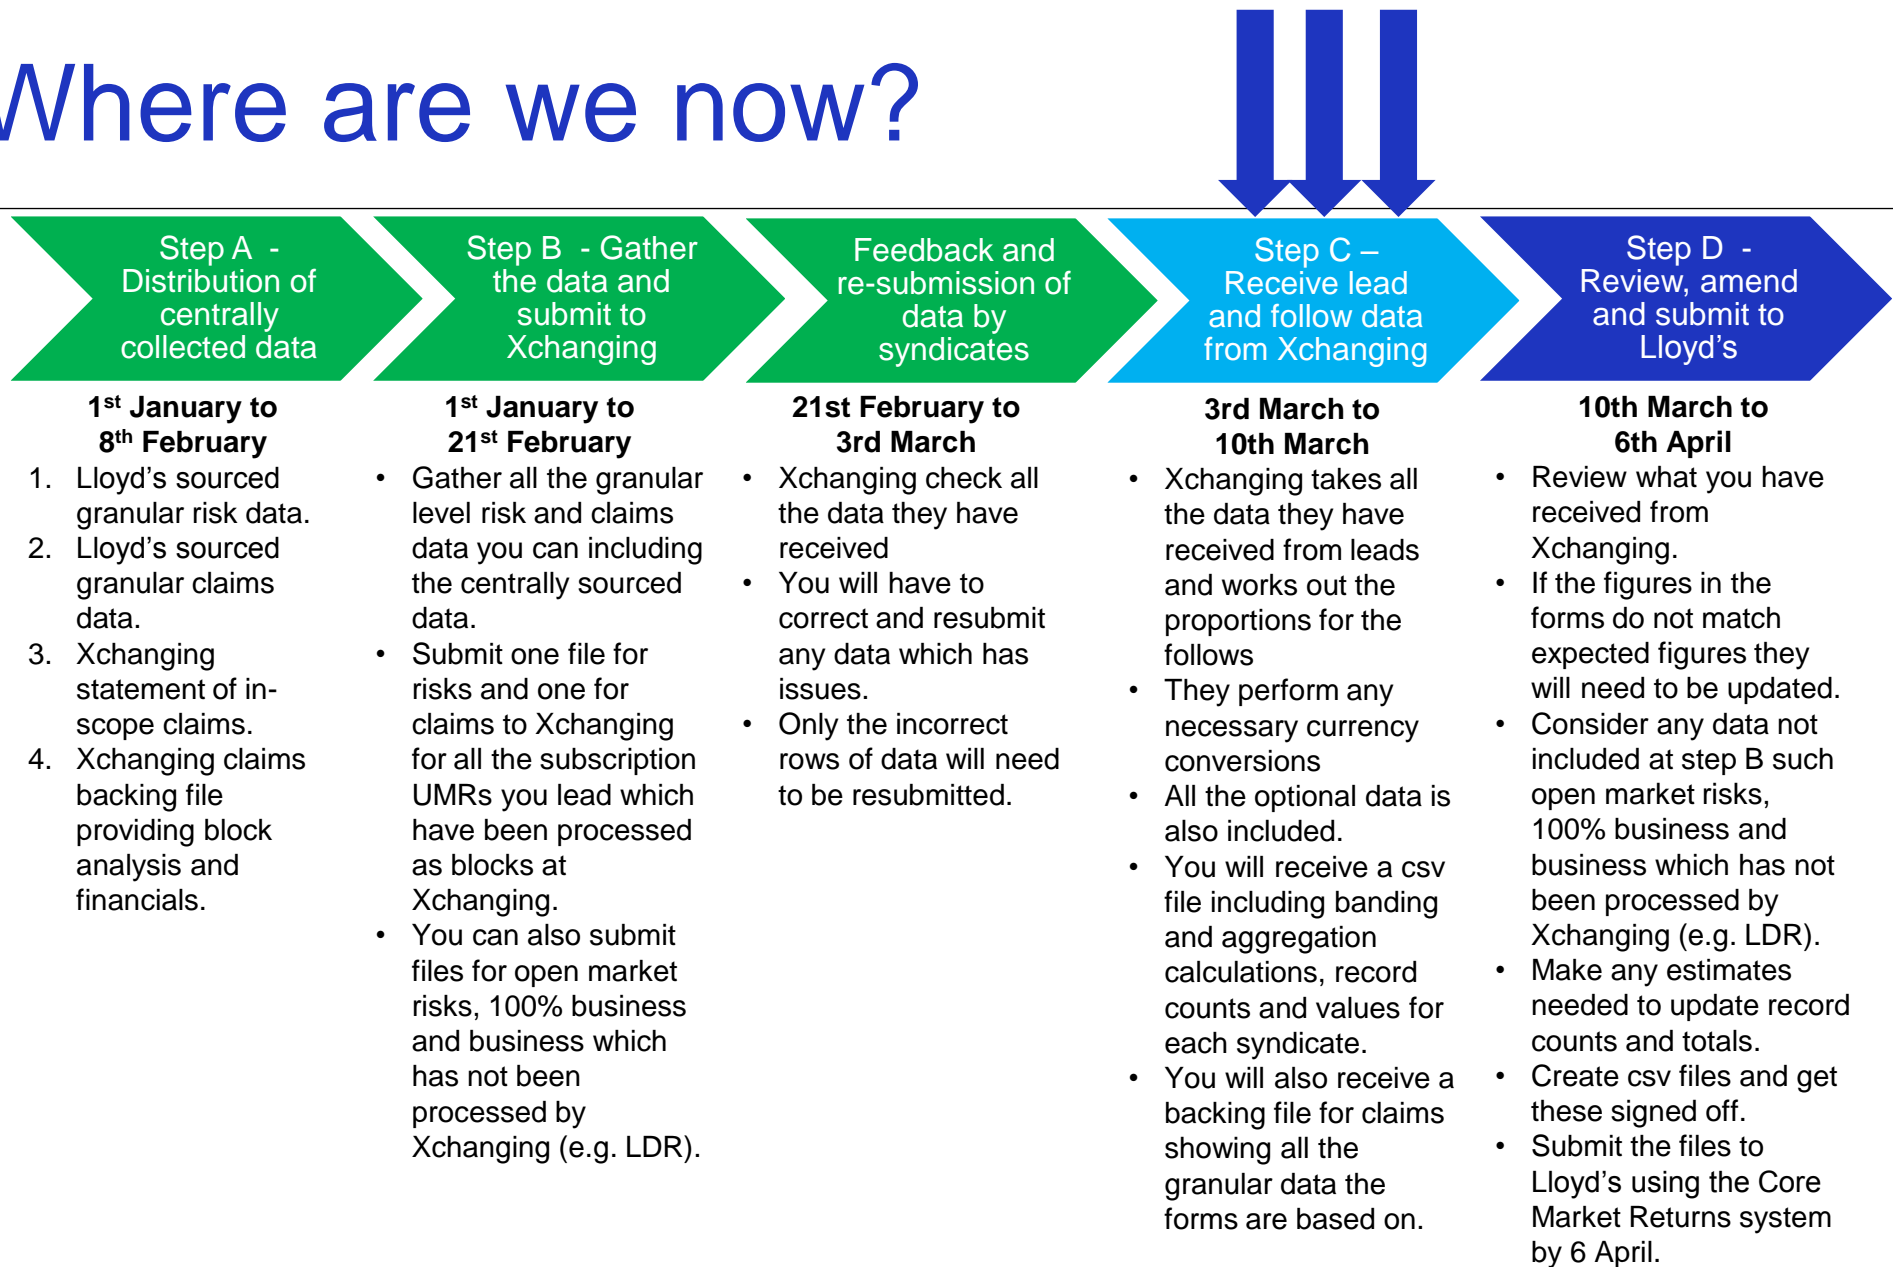 Where are we now?
Step A  -
Distribution of
centrally
collected data
1st January to
8th February
1. Lloyd's sourced
granular risk data.
2. Lloyd's sourced
granular claims
data.
3. Xchanging
statement of in-
scope claims.
4. Xchanging claims
backing file
providing block
analysis and
financials.
Step B  - Gather
the data and
submit to
Xchanging
1st January to
21st February
• Gather all the granular
level risk and claims
data you can including
the centrally sourced
data.
• Submit one file for
risks and one for
claims to Xchanging
for all the subscription
UMRs you lead which
have been processed
as blocks at
Xchanging.
• You can also submit
files for open market
risks, 100% business
and business which
has not been
processed by
Xchanging (e.g. LDR).
Feedback and
re-submission of
data by
syndicates
21st February to
3rd March
• Xchanging check all
the data they have
received
• You will have to
correct and resubmit
any data which has
issues.
• Only the incorrect
rows of data will need
to be resubmitted.
Step C –
Receive lead
and follow data
from Xchanging
3rd March to
10th March
• Xchanging takes all
the data they have
received from leads
and works out the
proportions for the
follows
• They perform any
necessary currency
conversions
• All the optional data is
also included.
• You will receive a csv
file including banding
and aggregation
calculations, record
counts and values for
each syndicate.
• You will also receive a
backing file for claims
showing all the
granular data the
forms are based on.
Step D  -
Review, amend
and submit to
Lloyd's
10th March to
6th April
• Review what you have
received from
Xchanging.
• If the figures in the
forms do not match
expected figures they
will need to be updated.
• Consider any data not
included at step B such
open market risks,
100% business and
business which has not
been processed by
Xchanging (e.g. LDR).
• Make any estimates
needed to update record
counts and totals.
• Create csv files and get
these signed off.
• Submit the files to
Lloyd's using the Core
Market Returns system
by 6 April.